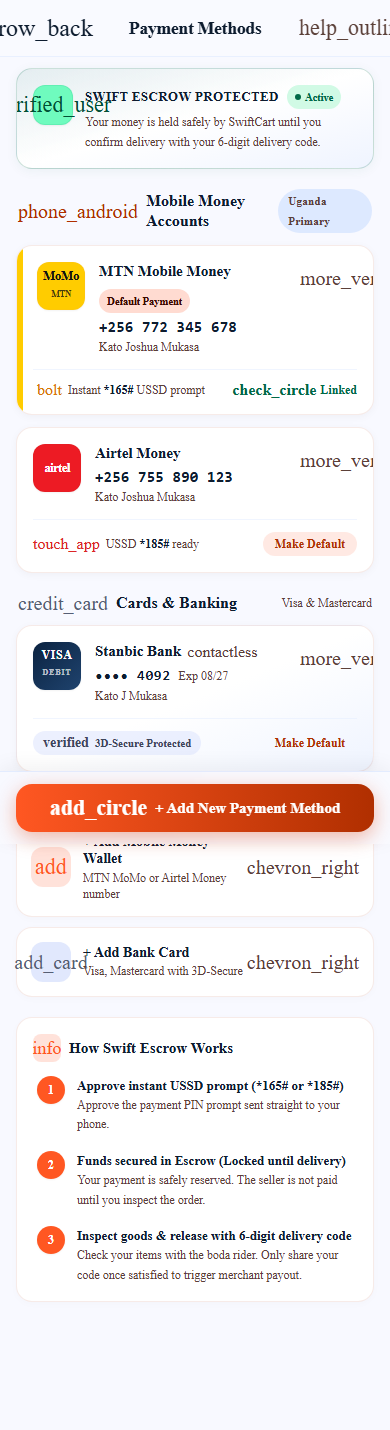 row_back Payment Methods help_outli
rified_user SWIFT ESCROW PROTECTED Active
Your money is held safely by SwiftCart until you
confirm delivery with your 6-digit delivery code.
phone_android Mobile Money
Accounts
Uganda
Primary
MoMo
MTN
MTN Mobile Money
more_ver
Default Payment
+256 772 345 678
Kato Joshua Mukasa
bolt Instant *165# USSD prompt check_circle Linked
airtel
Airtel Money
more_ver
+256 755 890 123
Kato Joshua Mukasa
touch_app USSD *185# ready Make Default
credit_card Cards & Banking Visa & Mastercard
VISA
DEBIT
Stanbic Bank contactless
more_ver
•••• 4092 Exp 08/27
Kato J Mukasa
verified 3D-Secure Protected Make Default
add_circle + Add New Payment Method
+ Add Mobile Money
Wallet
add
MTN MoMo or Airtel Money
number
chevron_right
add_card
+ Add Bank Card
Visa, Mastercard with 3D-Secure
chevron_right
info How Swift Escrow Works
1 Approve instant USSD prompt (*165# or *185#)
Approve the payment PIN prompt sent straight to your
phone.
2 Funds secured in Escrow (Locked until delivery)
Your payment is safely reserved. The seller is not paid
until you inspect the order.
3 Inspect goods & release with 6-digit delivery code
Check your items with the boda rider. Only share your
code once satisfied to trigger merchant payout.